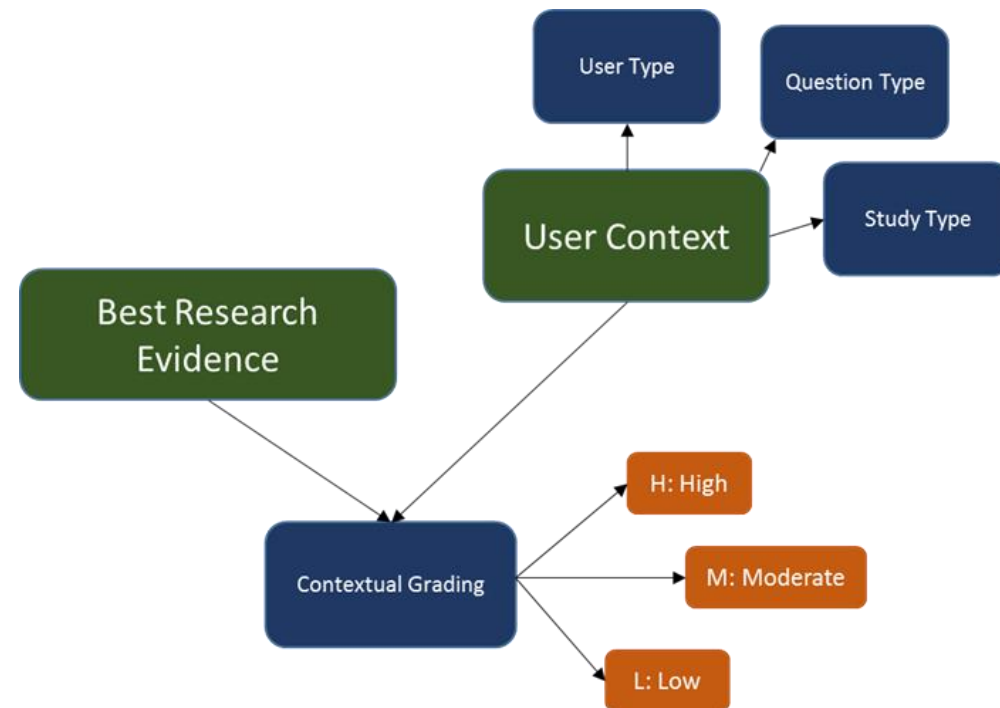 User Type
Question Type
User Context
Study Type
Best Research
Evidence
H: High
Contextual Grading
M: Moderate
L: Low